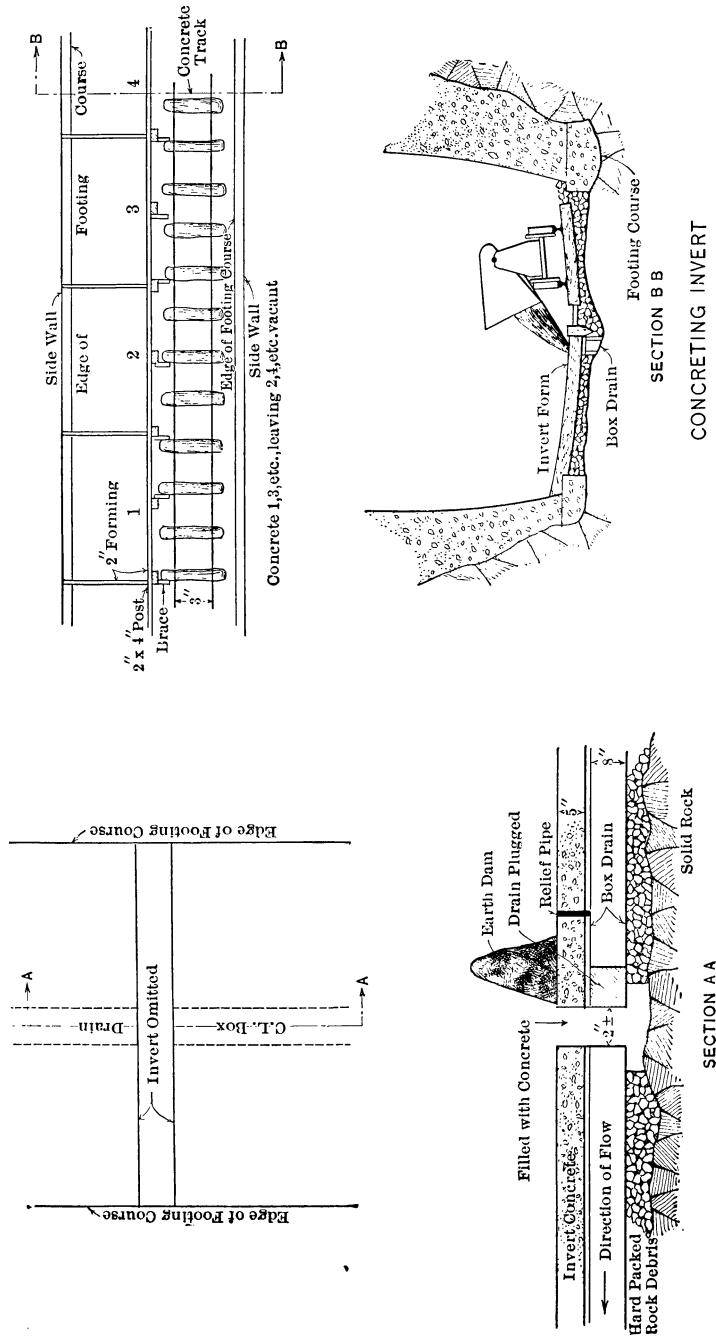 Side Wall
Edge of
Footing
Course
1
2
3
4
B
B
2" Forming
2" x 4" Post
Brace
3"
Concrete
Track
Edge of Footing Course
Side Wall
Concrete 1,3,etc.,leaving 2,4,etc.vacant
Invert Form
Box Drain
Footing Course
SECTION B B
CONCRETING INVERT
Edge of Footing Course
Edge of Footing Course
Invert Omitted
C.L. Box
Drain
A
A
Earth Dam
Drain Plugged
Relief Pipe
Filled with Concrete
Invert Concrete
5"
Box Drain
8"
2"±
Direction of Flow
Hard Packed
Rock Debris
Solid Rock
SECTION A A